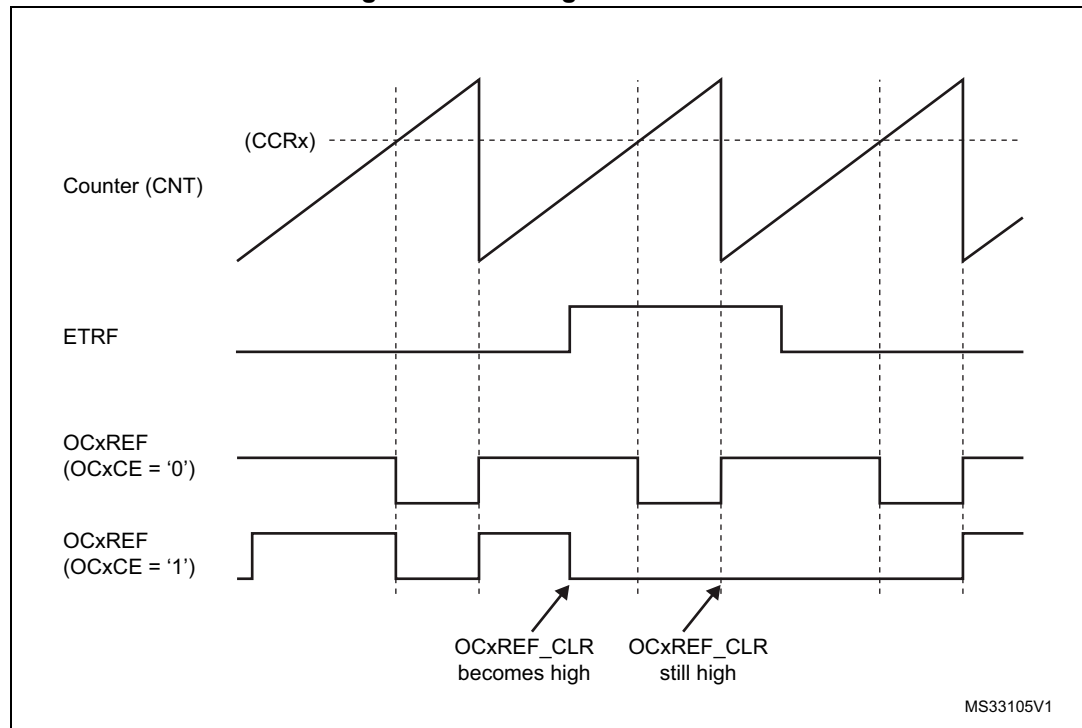 (CCRx)
Counter (CNT)
ETRF
OCxREF
(OCxCE = ‘0’)
OCxREF
(OCxCE = ‘1’)
OCxREF_CLR
becomes high
OCxREF_CLR
still high
MS33105V1